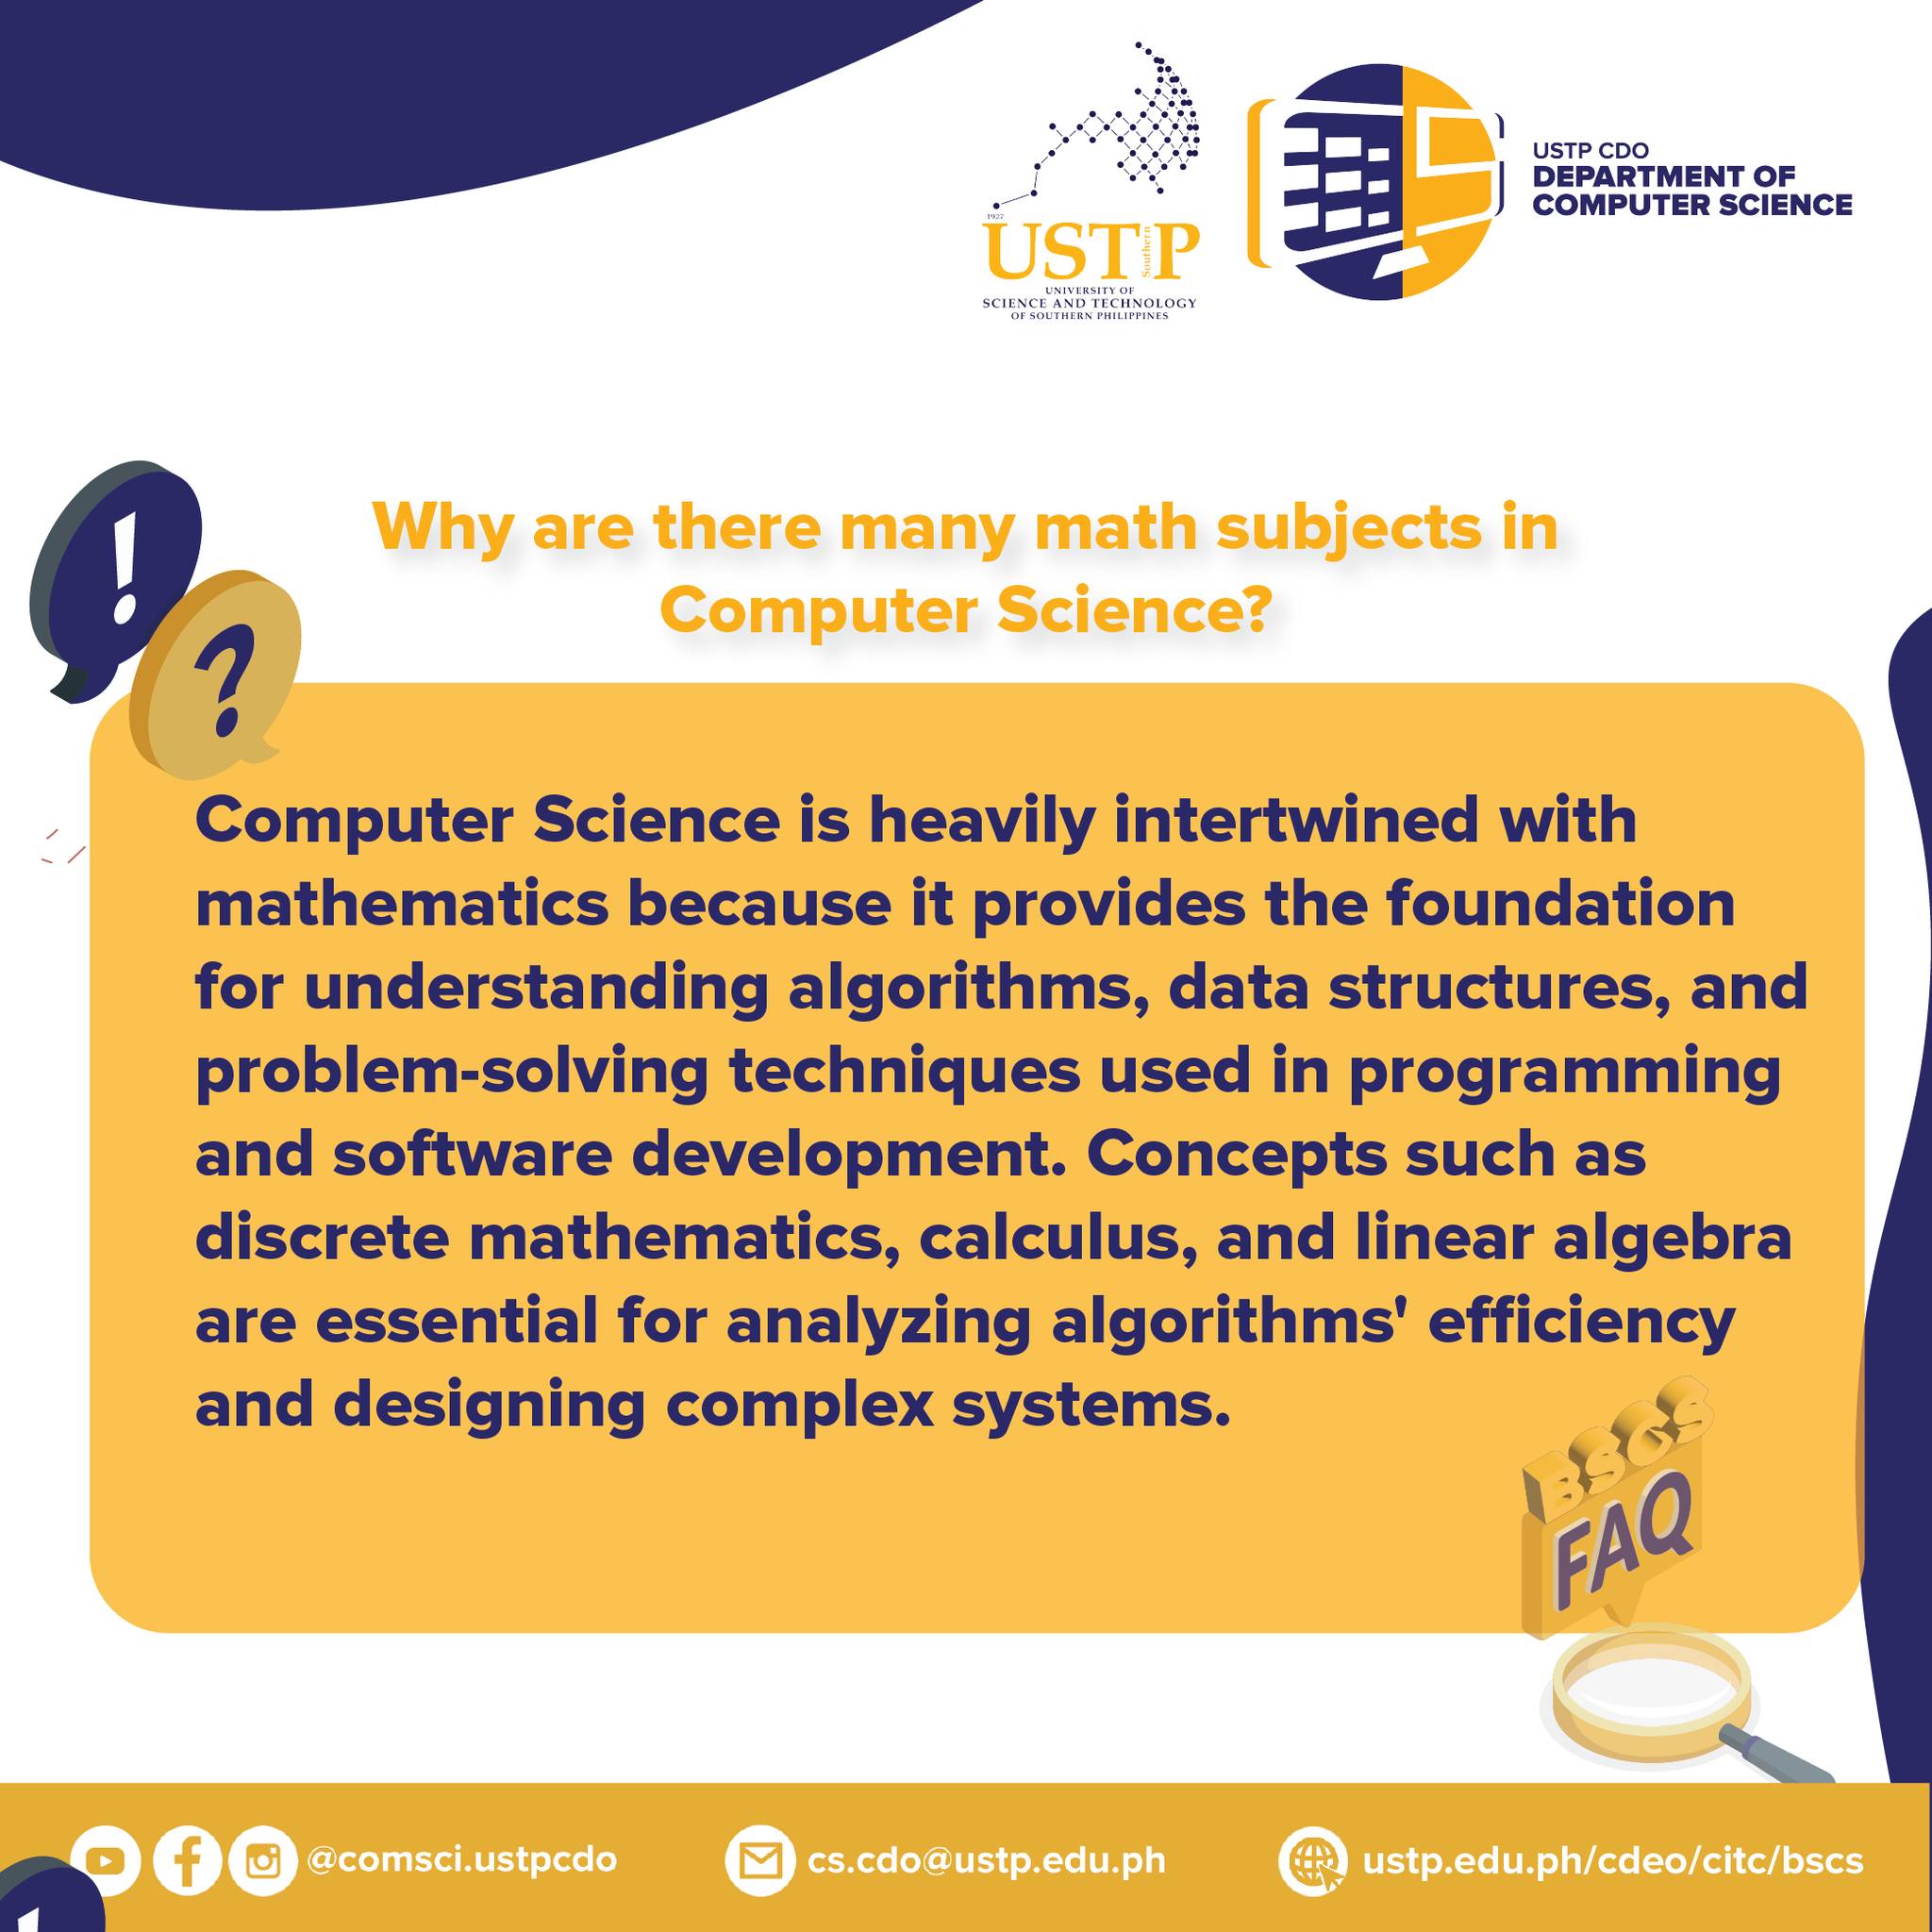 1927
USTP
Southern
UNIVERSITY OF
SCIENCE AND TECHNOLOGY
OF SOUTHERN PHILIPPINES
USTP CDO
DEPARTMENT OF
COMPUTER SCIENCE
!
?
Why are there many math subjects in
Computer Science?
Computer Science is heavily intertwined with
mathematics because it provides the foundation
for understanding algorithms, data structures, and
problem-solving techniques used in programming
and software development. Concepts such as
discrete mathematics, calculus, and linear algebra
are essential for analyzing algorithms' efficiency
and designing complex systems.
BSCS
FAQ
@comsci.ustpcdo
cs.cdo@ustp.edu.ph
ustp.edu.ph/cdeo/citc/bscs